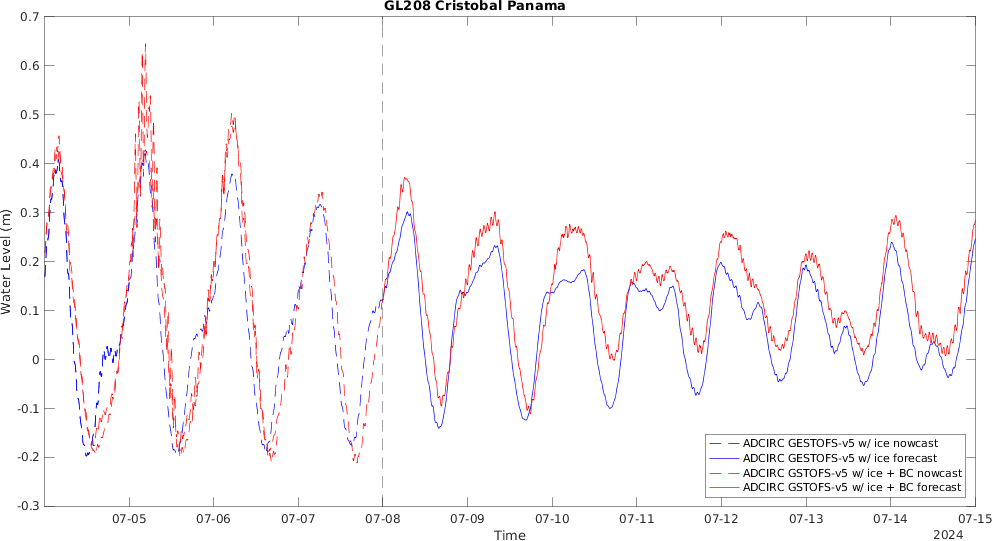 GL208 Cristobal Panama
0.7
0.6
0.5
0.4
0.3
0.2
0.1
0
-0.1
-0.2
-0.3
Water Level (m)
ADCIRC GESTOFS-v5 w/ ice nowcast
ADCIRC GESTOFS-v5 w/ ice forecast
ADCIRC GSTOFS-v5 w/ ice + BC nowcast
ADCIRC GSTOFS-v5 w/ ice + BC forecast
07-05 07-06 07-07 07-08 07-09 07-10 07-11 07-12 07-13 07-14 07-15
Time
2024